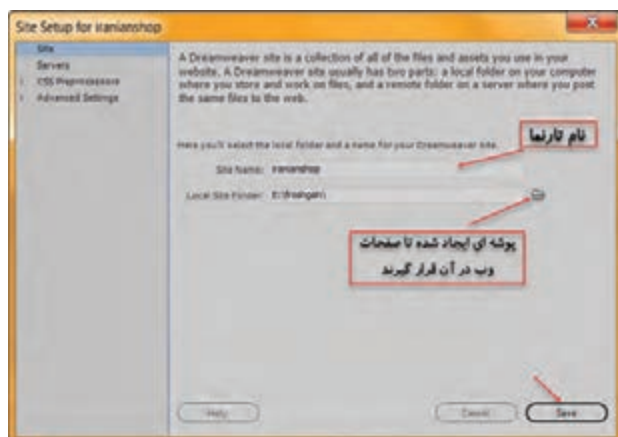 Site Setup for iranianshop
Site
Servers
CSS Preprocessors
Advanced Settings
A Dreamweaver site is a collection of all of the files and assets you use in your
website. A Dreamweaver site usually has two parts: a local folder on your computer
where you store and work on files, and a remote folder on a server where you post
the same files to the web.
Here you'll select the local folder and a name for your Dreamweaver site.
نام تارنما
Site Name: iranianshop
Local Site Folder:
پوشه ای ایجاد شده تا صفحات
وب در آن قرار گیرند
Help
Cancel
Save